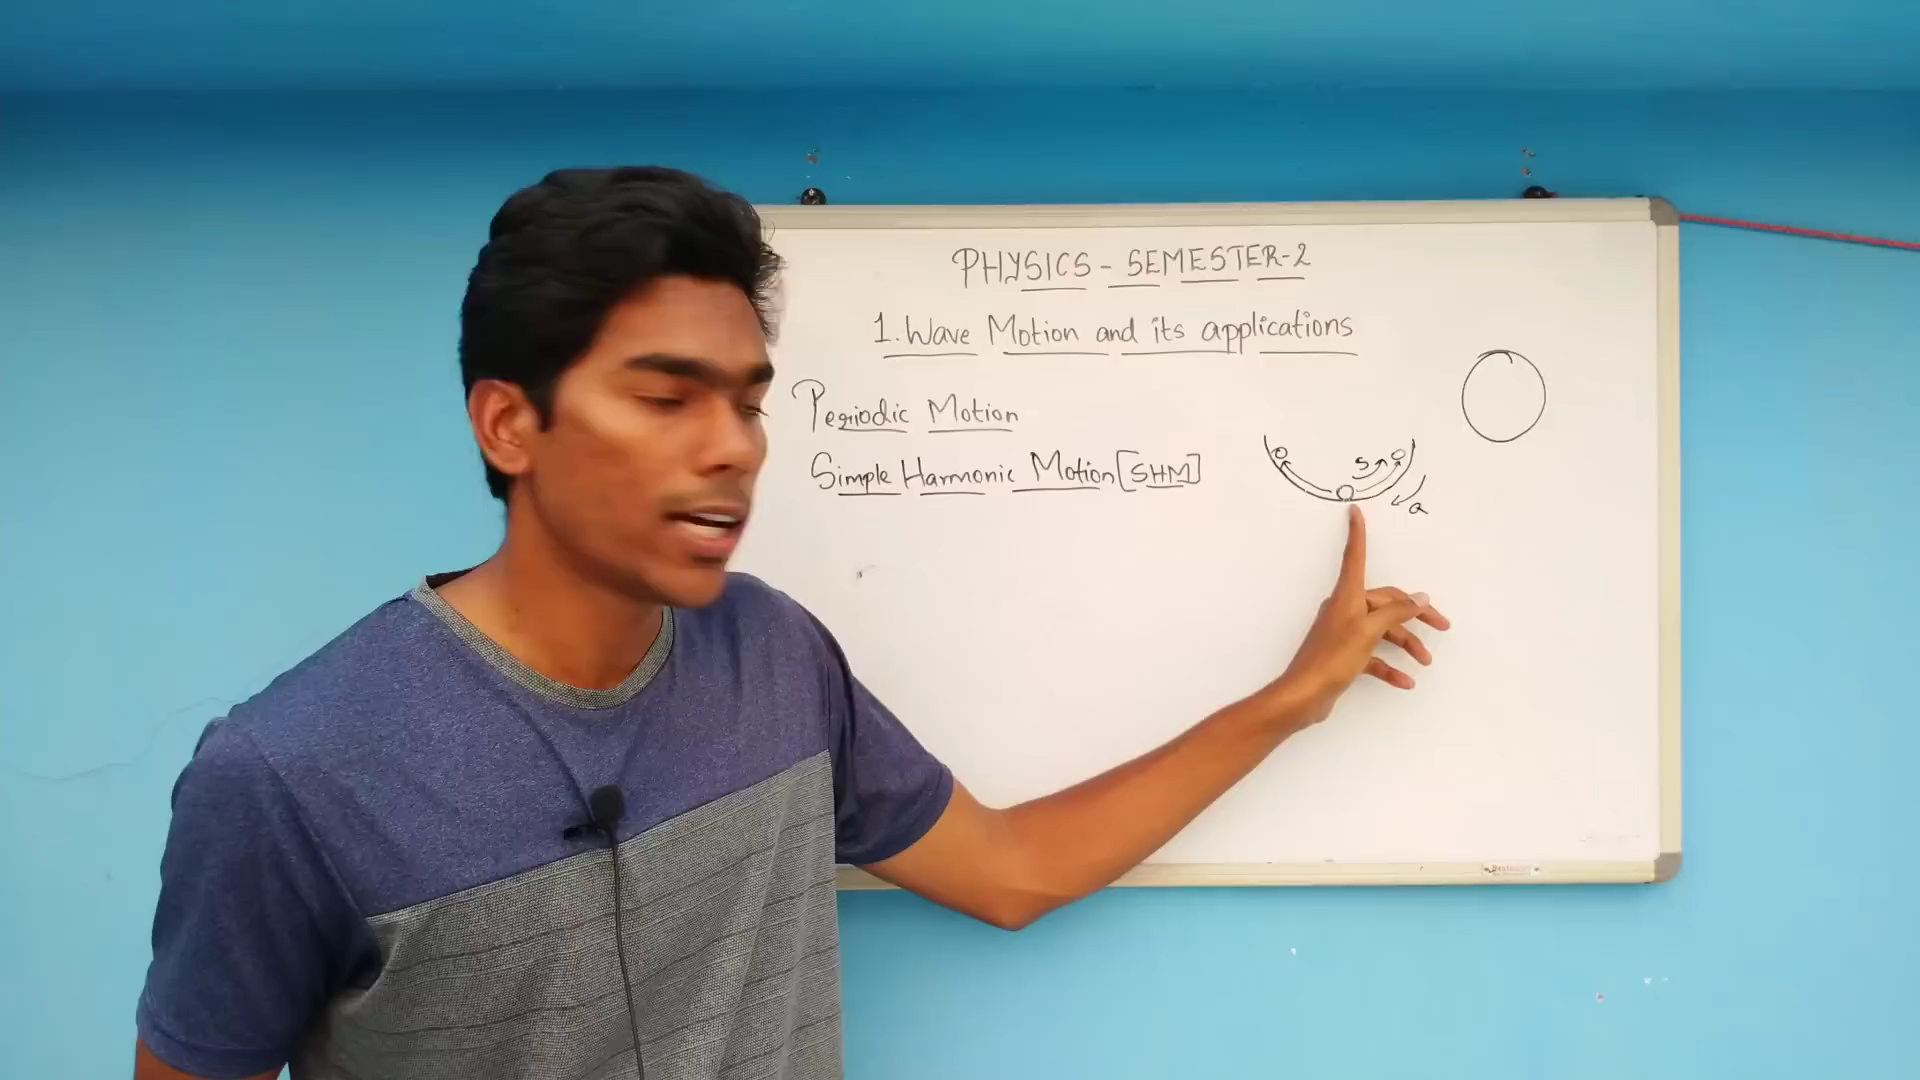 PHYSICS - SEMESTER-2
1. Wave Motion and its applications
Periodic Motion
Simple Harmonic Motion [SHM]
S
a